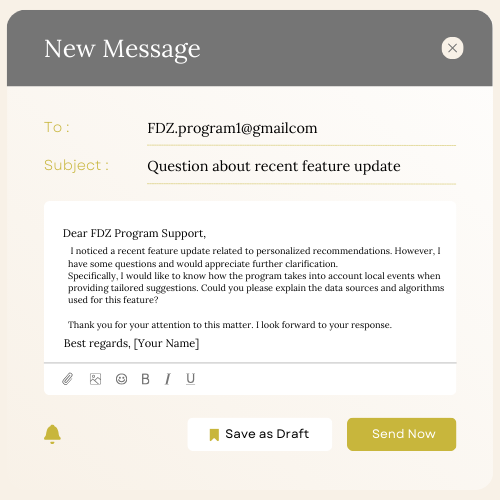 New Message
To :
FDZ.program1@gmailcom
Subject :
Question about recent feature update
Dear FDZ Program Support,
I noticed a recent feature update related to personalized recommendations. However, I
have some questions and would appreciate further clarification.
Specifically, I would like to know how the program takes into account local events when
providing tailored suggestions. Could you please explain the data sources and algorithms
used for this feature?
Thank you for your attention to this matter. I look forward to your response.
Best regards, [Your Name]
B I U
Save as Draft
Send Now